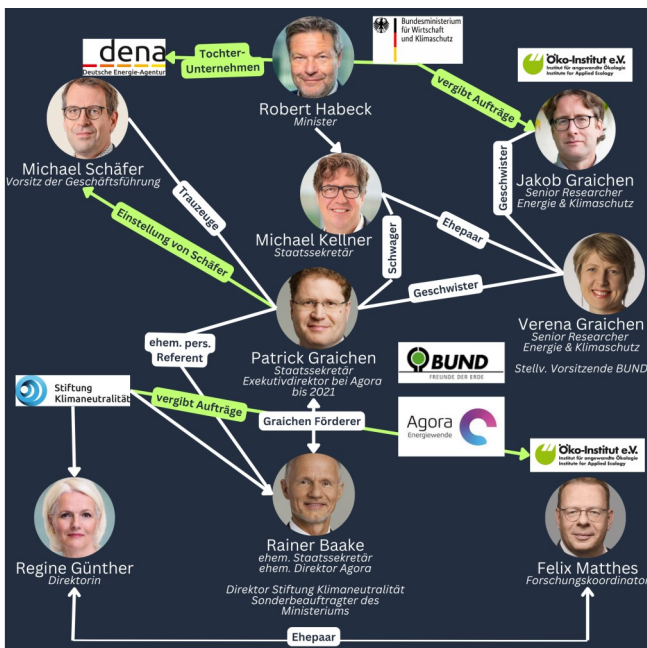 dena
Deutsche Energie-Agentur
Tochter-
Unternehmen
Bundesministerium
für Wirtschaft
und Klimaschutz
vergibt Aufträge
Öko-Institut e.V.
Institut für angewandte Ökologie
Institute for Applied Ecology
Robert Habeck
Minister
Michael Schäfer
Vorsitz der Geschäftsführung
Trauzeuge
Einstellung von Schäfer
Michael Kellner
Staatssekretär
Schwager
Ehepaar
Geschwister
Jakob Graichen
Senior Researcher
Energie & Klimaschutz
Geschwister
Verena Graichen
Senior Researcher
Energie & Klimaschutz
Stellv. Vorsitzende BUND
ehem. pers.
Referent
Patrick Graichen
Staatssekretär
Exekutivdirektor bei Agora
bis 2021
BUND
FREUNDE DER ERDE
Stiftung
Klimaneutralität
vergibt Aufträge
Graichen Förderer
Agora
Energiewende
Öko-Institut e.V.
Institut für angewandte Ökologie
Institute for Applied Ecology
Regine Günther
Direktorin
Rainer Baake
ehem. Staatssekretär
ehem. Direktor Agora
Direktor Stiftung Klimaneutralität
Sonderbeauftragter des
Ministeriums
Felix Matthes
Forschungskoordinator
Ehepaar